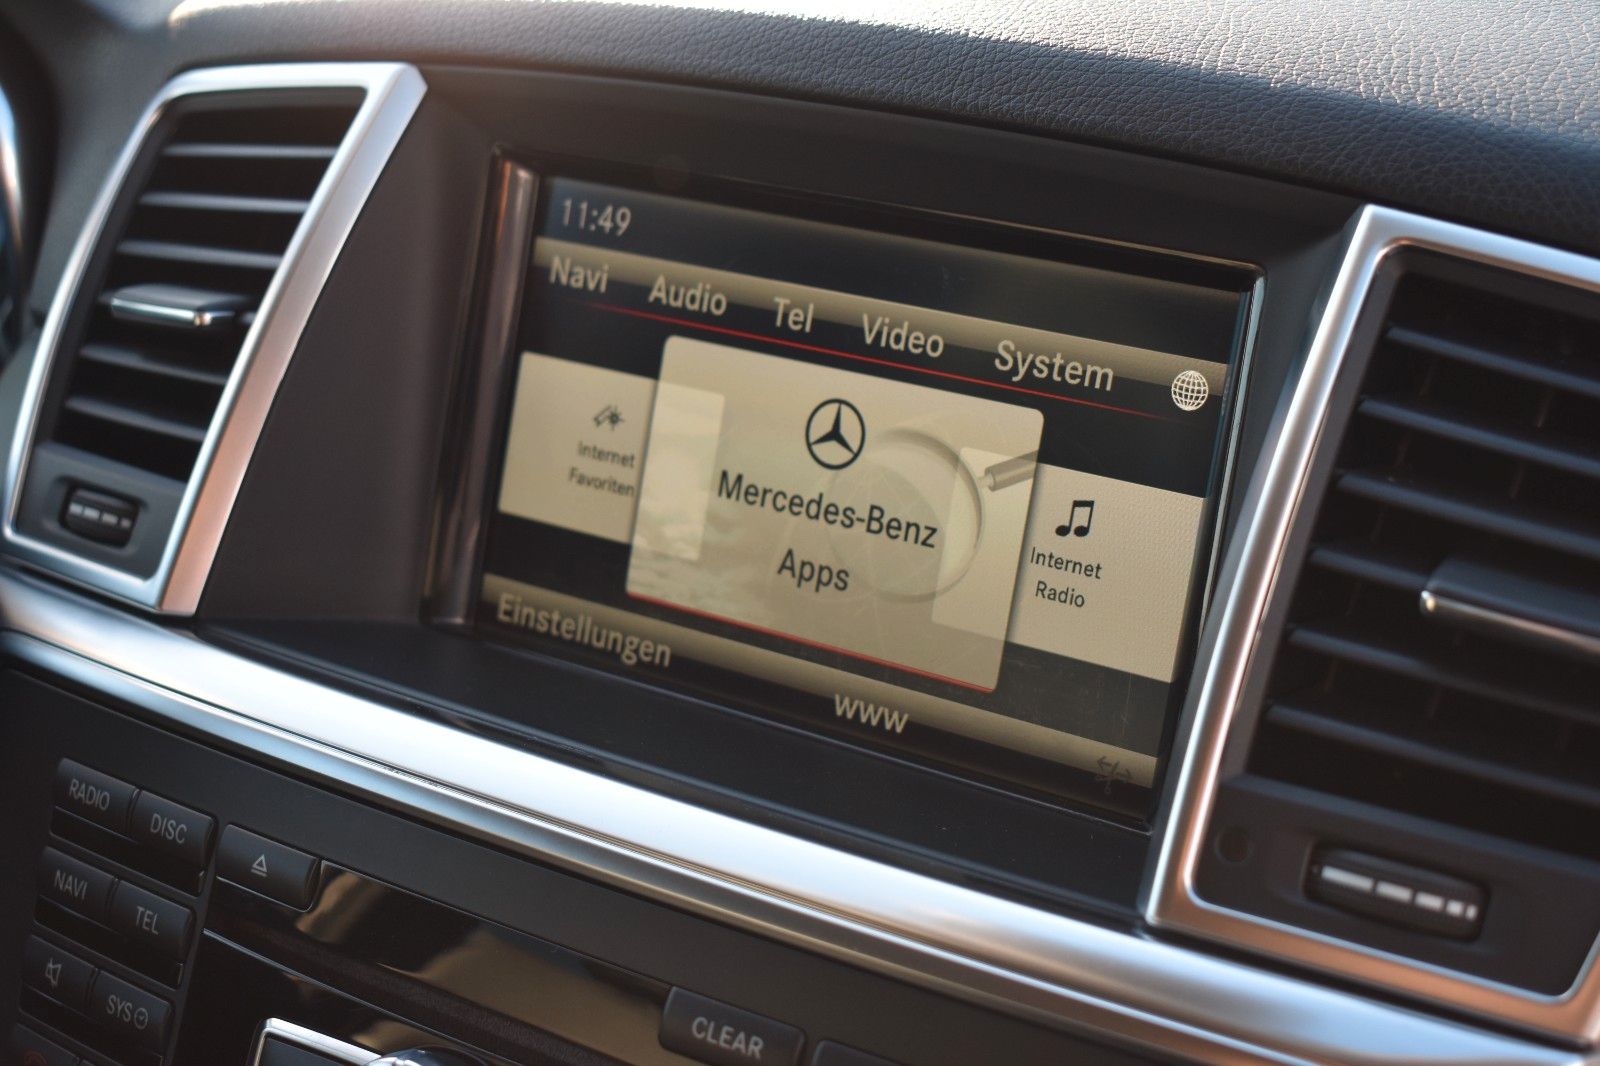 11:49
Navi Audio Tel Video System
Internet
Favoriten
Mercedes-Benz
Apps
Internet
Radio
Einstellungen
www
RADIO
DISC
NAVI
TEL
SYS
CLEAR